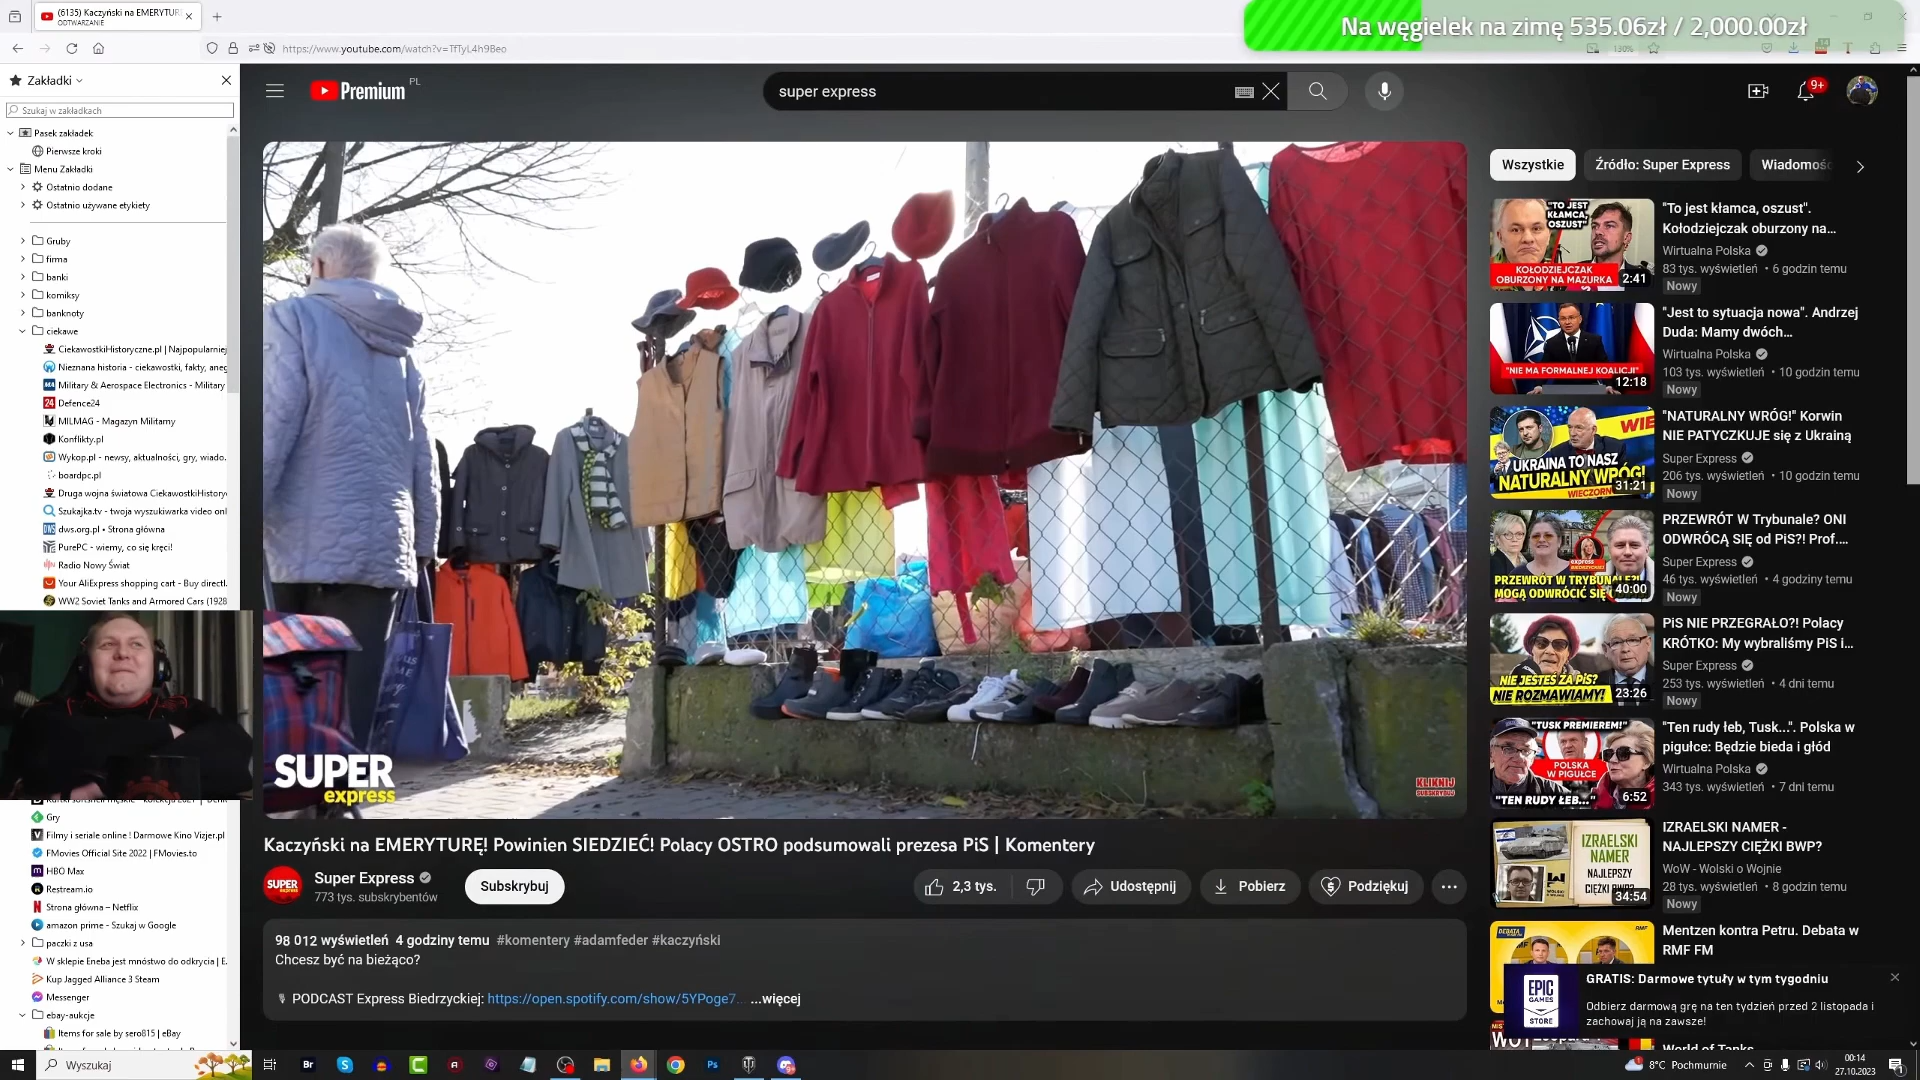 (6135) Kaczyński na EMERYTUR
ODTWARZANIE
Na węgielek na zimę 535.06zł / 2,000.00zł
https://www.youtube.com/watch?v=TfTyL4h9Beo
130%
Zakładki
Szukaj w zakładkach
Pasek zakładek
Pierwsze kroki
Menu Zakładki
Ostatnio dodane
Ostatnio używane etykiety
Gruby
firma
banki
komiksy
banknoty
ciekawe
CiekawostkiHistoryczne.pl | Najpopularniej
Nieznana historia - ciekawostki, fakty, aneg
Military & Aerospace Electronics - Military
Defence24
MILMAG - Magazyn Militarny
Konflikty.pl
Wykop.pl - newsy, aktualności, gry, wiado.
boardpc.pl
Druga wojna światowa CiekawostkiHistory
Szukajka.tv - twoja wyszukiwarka video onl
dws.org.pl • Strona główna
PurePC - wiemy, co się kręci!
Radio Nowy Świat
Your AliExpress shopping cart - Buy directl.
WW2 Soviet Tanks and Armored Cars (1928
Gry
Filmy i seriale online ! Darmowe Kino Vizjer.pl
FMovies Official Site 2022 | FMovies.to
HBO Max
Restream.io
Strona główna – Netflix
amazon prime - Szukaj w Google
paczki z usa
W sklepie Eneba jest mnóstwo do odkrycia | E.
Kup Jagged Alliance 3 Steam
Messenger
ebay-aukcje
Items for sale by sero815 | eBay
Premium PL
super express
9+
SUPER
express
KLIKNIJ
SUBSKRYBUJ
Kaczyński na EMERYTURĘ! Powinien SIEDZIEĆ! Polacy OSTRO podsumowali prezesa PiS | Komentery
SUPER
Super Express
773 tys. subskrybentów
Subskrybuj
2,3 tys.
Udostępnij
Pobierz
Podziękuj
98 012 wyświetleń 4 godziny temu #komentery #adamfeder #kaczyński
Chcesz być na bieżąco?
PODCAST Express Biedrzyckiej: https://open.spotify.com/show/5YPoge7... ...więcej
Wszystkie
Źródło: Super Express
Wiadomośc
"TO JEST
KŁAMCA,
OSZUST"
KOŁODZIEJCZAK
OBURZONY NA MAZURKA
2:41
"To jest kłamca, oszust".
Kołodziejczak oburzony na...
Wirtualna Polska
83 tys. wyświetleń • 6 godzin temu
Nowy
"NIE MA FORMALNEJ KOALICJI"
12:18
"Jest to sytuacja nowa". Andrzej
Duda: Mamy dwóch...
Wirtualna Polska
103 tys. wyświetleń • 10 godzin temu
Nowy
WIE
UKRAINA TO NASZ
NATURALNY WRÓG!
WIECZORN
31:21
"NATURALNY WRÓG!" Korwin
NIE PATYCZKUJE się z Ukrainą
Super Express
206 tys. wyświetleń • 10 godzin temu
Nowy
PRZEWRÓT W TRYBUNALE?!
MOGĄ ODWRÓCIĆ SIĘ
40:00
PRZEWRÓT W Trybunale? ONI
ODWRÓCĄ SIĘ od PiS?! Prof....
Super Express
46 tys. wyświetleń • 4 godziny temu
Nowy
NIE JESTEŚ ZA PiS?
NIE ROZMAWIAMY!
23:26
PiS NIE PRZEGRAŁO?! Polacy
KRÓTKO: My wybraliśmy PiS i...
Super Express
253 tys. wyświetleń • 4 dni temu
Nowy
"TUSK PREMIEREM!"
POLSKA
W PIGUŁCE
"TEN RUDY ŁEB..."
6:52
"Ten rudy łeb, Tusk...". Polska w
pigułce: Będzie bieda i głód
Wirtualna Polska
343 tys. wyświetleń • 7 dni temu
IZRAELSKI
NAMER
NAJLEPSZY
34:54
IZRAELSKI NAMER -
NAJLEPSZY CIĘŻKI BWP?
WoW - Wolski o Wojnie
28 tys. wyświetleń • 8 godzin temu
Nowy
DEBATA
RMF
Mentzen kontra Petru. Debata w
RMF FM
EPIC
GAMES
STORE
GRATIS: Darmowe tytuły w tym tygodniu
Odbierz darmową grę na ten tydzień przed 2 listopada i
zachowaj ją na zawsze!
World of Tanks
Wyszukaj
Br
Ps
8°C Pochmurnie
00:14
27.10.2023